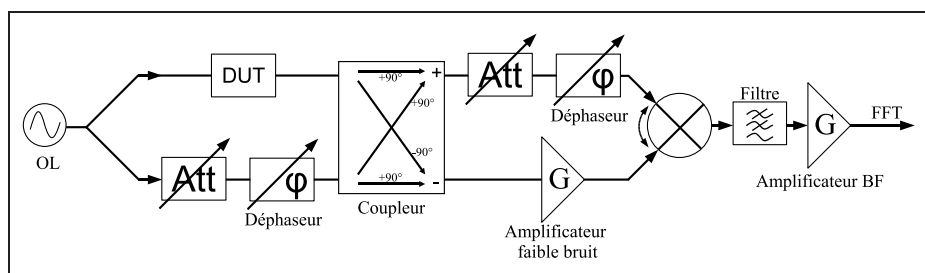 OL
DUT
Att
φ
Déphaseur
+90°
+90°
-90°
+90°
+
-
Coupleur
Att
φ
Déphaseur
G
Amplificateur
faible bruit
Filtre
G
Amplificateur BF
FFT